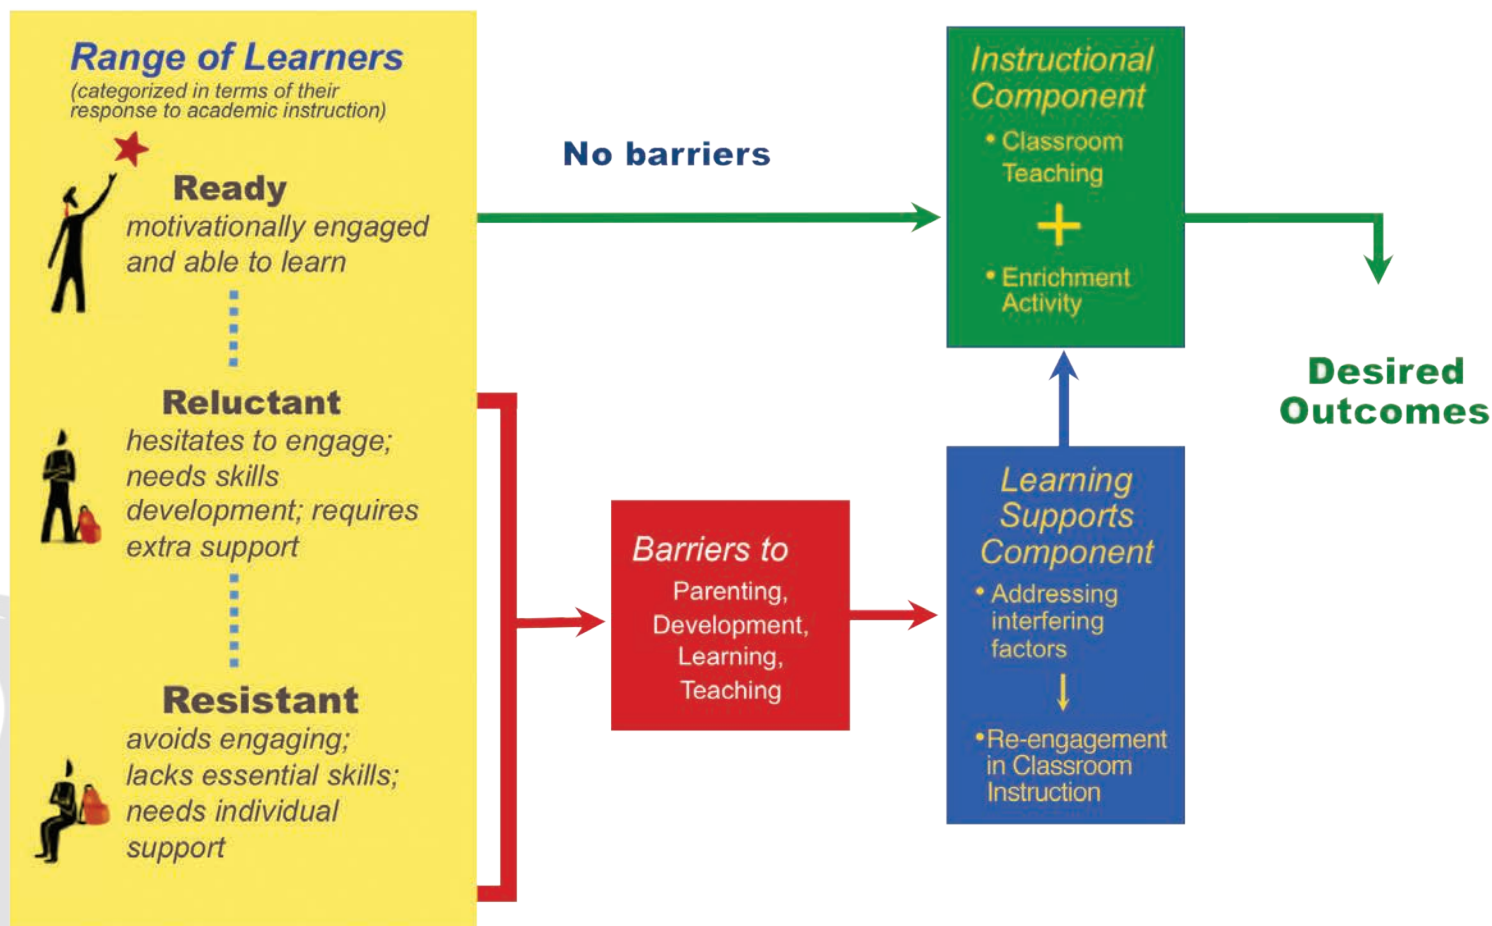 Range of Learners
(categorized in terms of their
response to academic instruction)
Ready
motivationally engaged
and able to learn
Reluctant
hesitates to engage;
needs skills
development; requires
extra support
Resistant
avoids engaging;
lacks essential skills;
needs individual
support
No barriers
Barriers to
Parenting,
Development,
Learning,
Teaching
Instructional
Component
• Classroom
Teaching
+
• Enrichment
Activity
Learning
Supports
Component
• Addressing
interfering
factors
• Re-engagement
in Classroom
Instruction
Desired
Outcomes